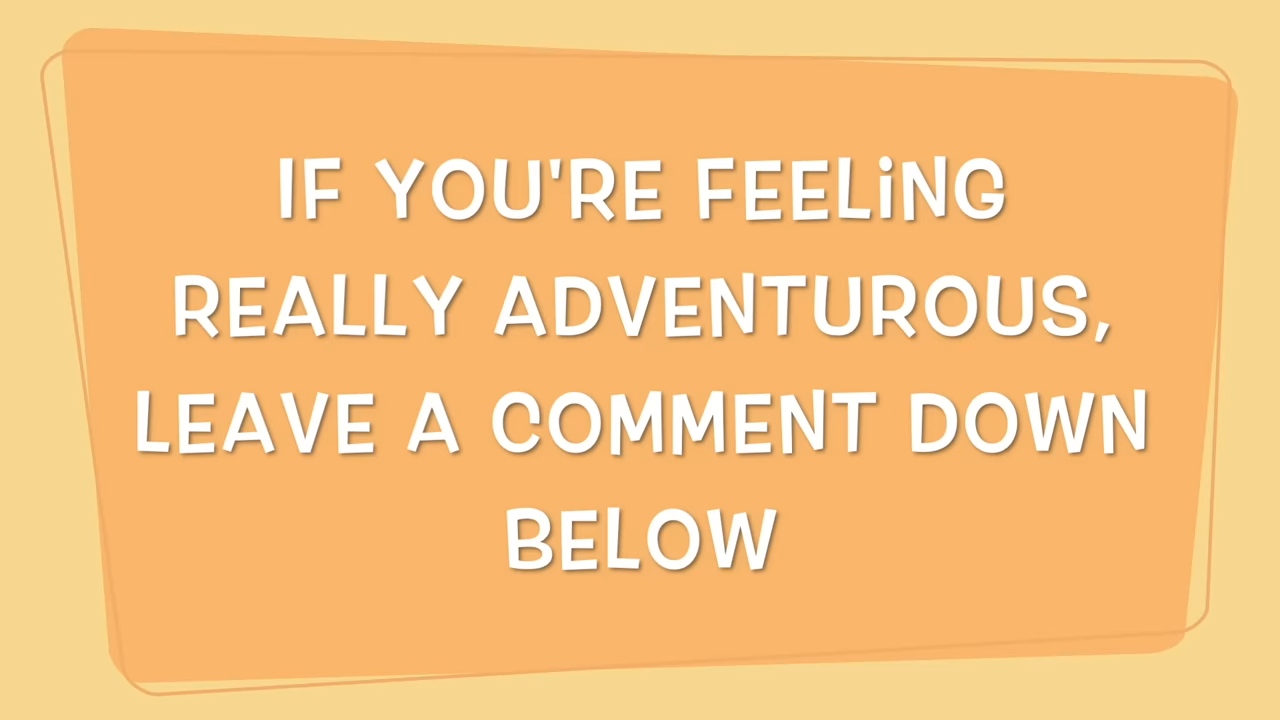 IF YOU'RE FEELiNG
REALLY ADVENTUROUS,
LEAVE A COMMENT DOWN
BELOW